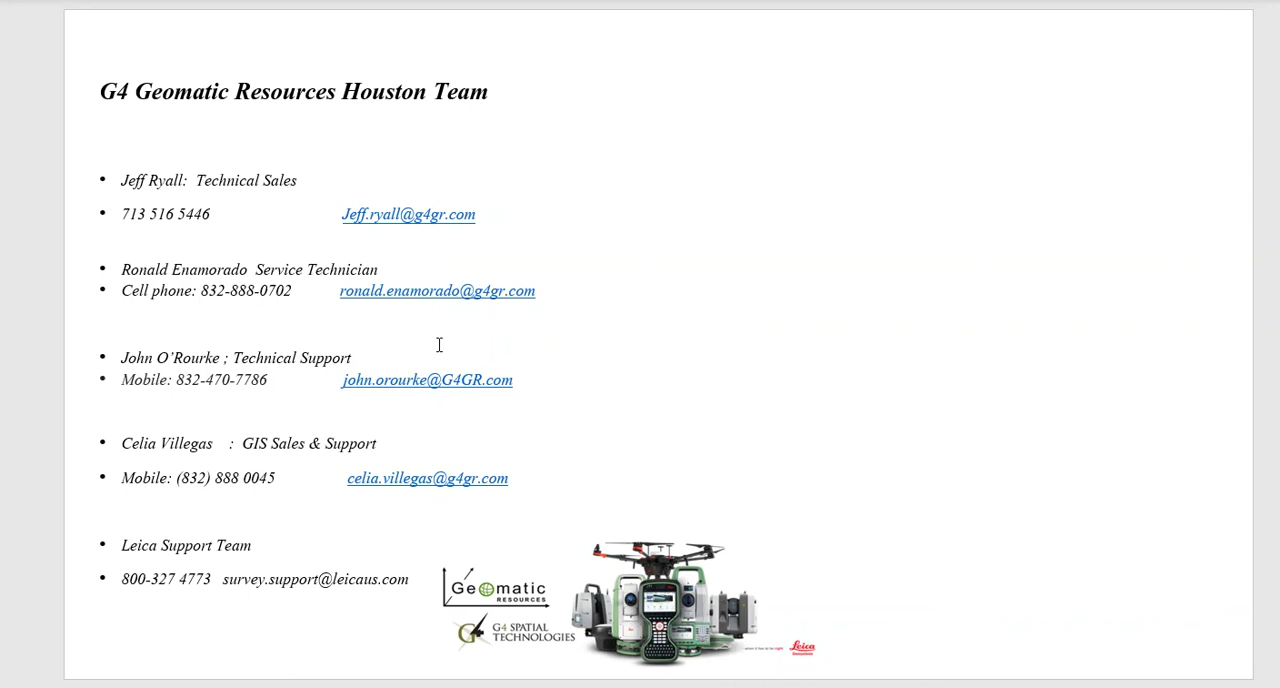 G4 Geomatic Resources Houston Team
• Jeff Ryall:  Technical Sales
• 713 516 5446 Jeff.ryall@g4gr.com
• Ronald Enamorado  Service Technician
• Cell phone: 832-888-0702 ronald.enamorado@g4gr.com
• John O’Rourke ; Technical Support
• Mobile: 832-470-7786 john.orourke@G4GR.com
• Celia Villegas   :  GIS Sales & Support
• Mobile: (832) 888 0045 celia.villegas@g4gr.com
• Leica Support Team
• 800-327 4773  survey.support@leicaus.com
Geomatic
RESOURCES
G4 SPATIAL
TECHNOLOGIES
Leica